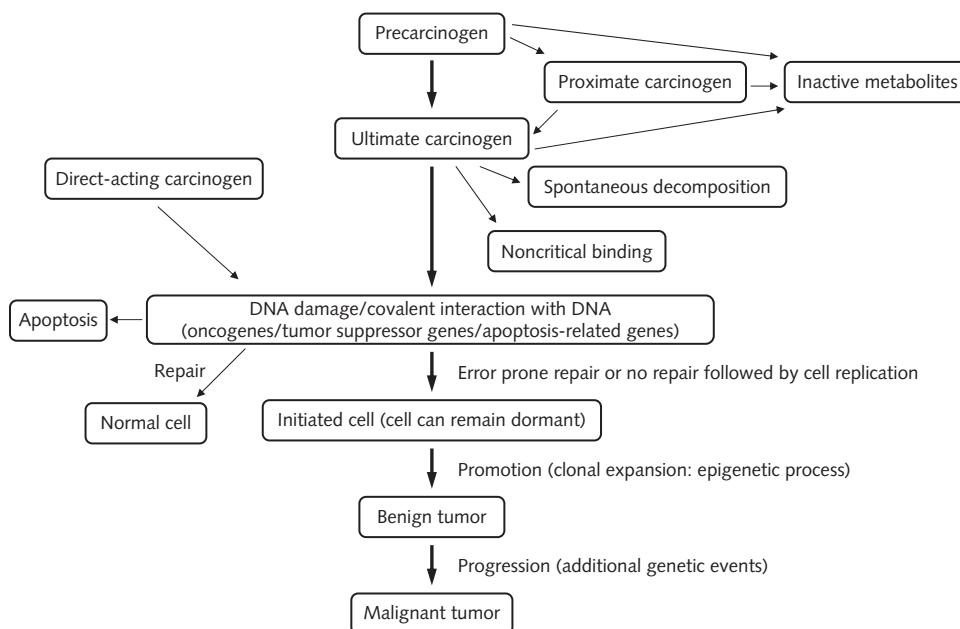 Precarcinogen
Proximate carcinogen
Inactive metabolites
Ultimate carcinogen
Direct-acting carcinogen
Spontaneous decomposition
Noncritical binding
DNA damage/covalent interaction with DNA
(oncogenes/tumor suppressor genes/apoptosis-related genes)
Apoptosis
Repair
Error prone repair or no repair followed by cell replication
Normal cell
Initiated cell (cell can remain dormant)
Promotion (clonal expansion: epigenetic process)
Benign tumor
Progression (additional genetic events)
Malignant tumor